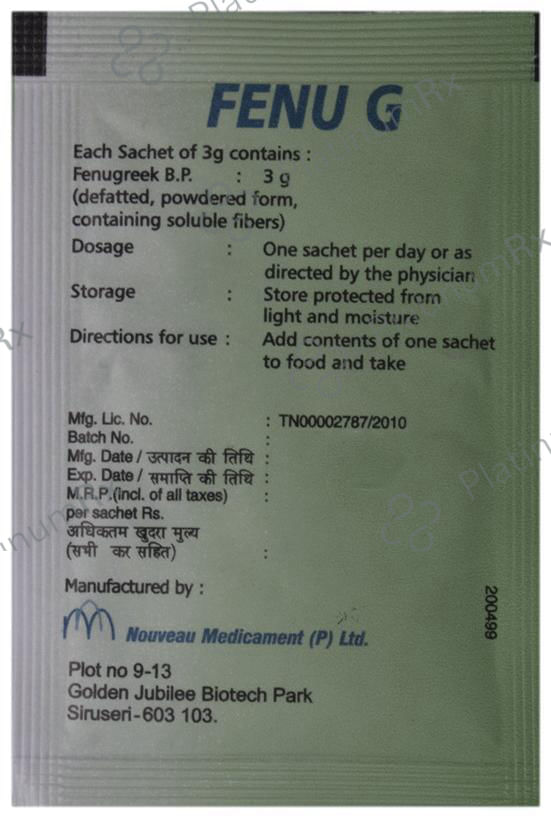 FENU G
Each Sachet of 3g contains :
Fenugreek B.P. : 3 g
(defatted, powdered form,
containing soluble fibers)
Dosage : One sachet per day or as
directed by the physician
Storage : Store protected from
light and moisture
Directions for use : Add contents of one sachet
to food and take
Mfg. Lic. No. : TN00002787/2010
Batch No. :
Mfg. Date / उत्पादन की तिथि :
Exp. Date / समाप्ति की तिथि :
M.R.P.(incl. of all taxes) :
per sachet Rs.
अधिकतम खुदरा मुल्य
(सभी कर सहित) :
Manufactured by :
Nouveau Medicament (P) Ltd.
Plot no 9-13
Golden Jubilee Biotech Park
Siruseri-603 103.
200499
PlatinumRx